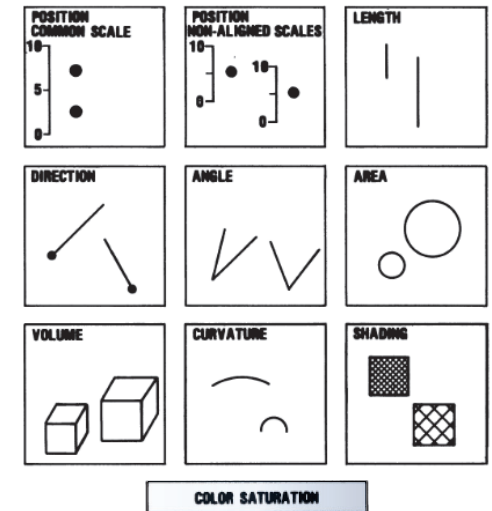 POSITION
COMMON SCALE
10
5
0
POSITION
NON-ALIGNED SCALES
10
0
10
0
LENGTH
DIRECTION
ANGLE
AREA
VOLUME
CURVATURE
SHADING
COLOR SATURATION